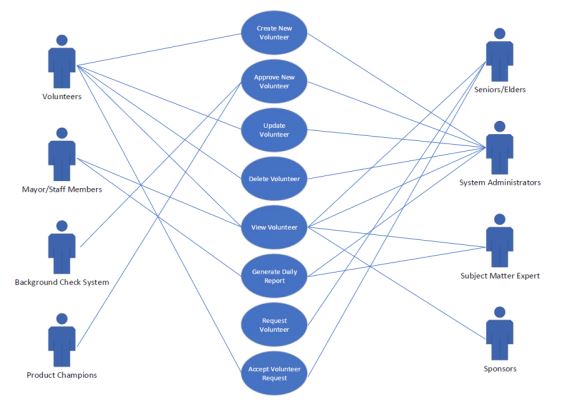 Create New
Volunteer
Approve New
Volunteer
Update
Volunteer
Delete Volunteer
View Volunteer
Generate Daily
Report
Request
Volunteer
Accept Volunteer
Request
Volunteers
Mayor/Staff Members
Background Check System
Product Champions
Seniors/Elders
System Administrators
Subject Matter Expert
Sponsors